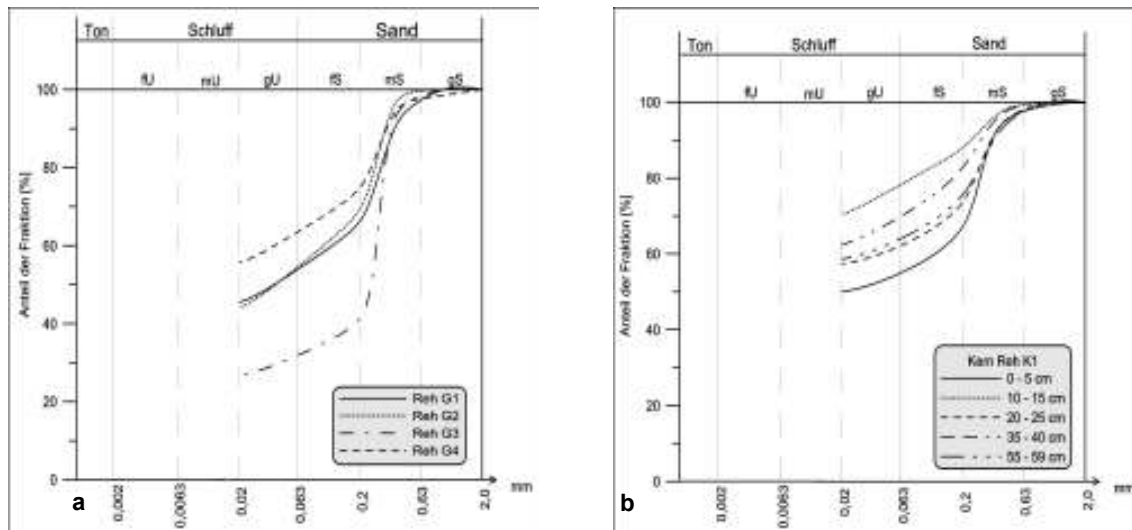 Ton Schluff Sand
fU mU gU fS mS gS
100
80
60
40
20
0
Anteil der Fraktion [%]
Reh G1
Reh G2
Reh G3
Reh G4
0,002 0,0063 0,02 0,063 0,2 0,63 2,0 mm
a
Ton Schluff Sand
fU mU gU fS mS gS
100
80
60
40
20
0
Anteil der Fraktion [%]
Kern Reh K1
0 - 5 cm
10 - 15 cm
20 - 25 cm
35 - 40 cm
55 - 59 cm
0,002 0,0063 0,02 0,063 0,2 0,63 2,0 mm
b